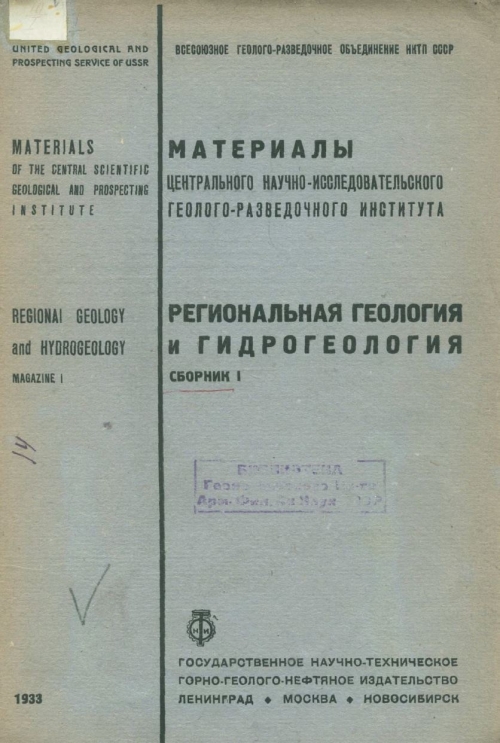 UNITED GEOLOGICAL AND
PROSPECTING SERVICE OF USSR
ВСЕСОЮЗНОЕ ГЕОЛОГО-РАЗВЕДОЧНОЕ ОБЪЕДИНЕНИЕ НКТП СССР
MATERIALS
OF THE CENTRAL SCIENTIFIC
GEOLOGICAL AND PROSPECTING
INSTITUTE
МАТЕРИАЛЫ
ЦЕНТРАЛЬНОГО НАУЧНО-ИССЛЕДОВАТЕЛЬСКОГО
ГЕОЛОГО-РАЗВЕДОЧНОГО ИНСТИТУТА
REGIONAL GEOLOGY
and HYDROGEOLOGY
MAGAZINE I
РЕГИОНАЛЬНАЯ ГЕОЛОГИЯ
и ГИДРОГЕОЛОГИЯ
СБОРНИК I
14
БИБЛИОТЕКА
НИ
ГОСУДАРСТВЕННОЕ НАУЧНО-ТЕХНИЧЕСКОЕ
ГОРНО-ГЕОЛОГО-НЕФТЯНОЕ ИЗДАТЕЛЬСТВО
ЛЕНИНГРАД ♦ МОСКВА ♦ НОВОСИБИРСК
1933